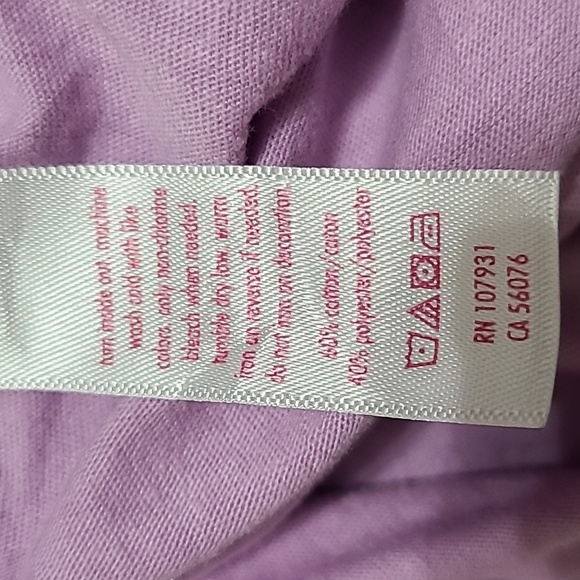 turn inside out. machine
wash cold with like
colors. only non-chlorine
bleach when needed.
tumble dry low. warm
iron on reverse if needed.
do not iron on decoration.
60% cotton/coton
40% polyester/polyester
RN 107931
CA 56076